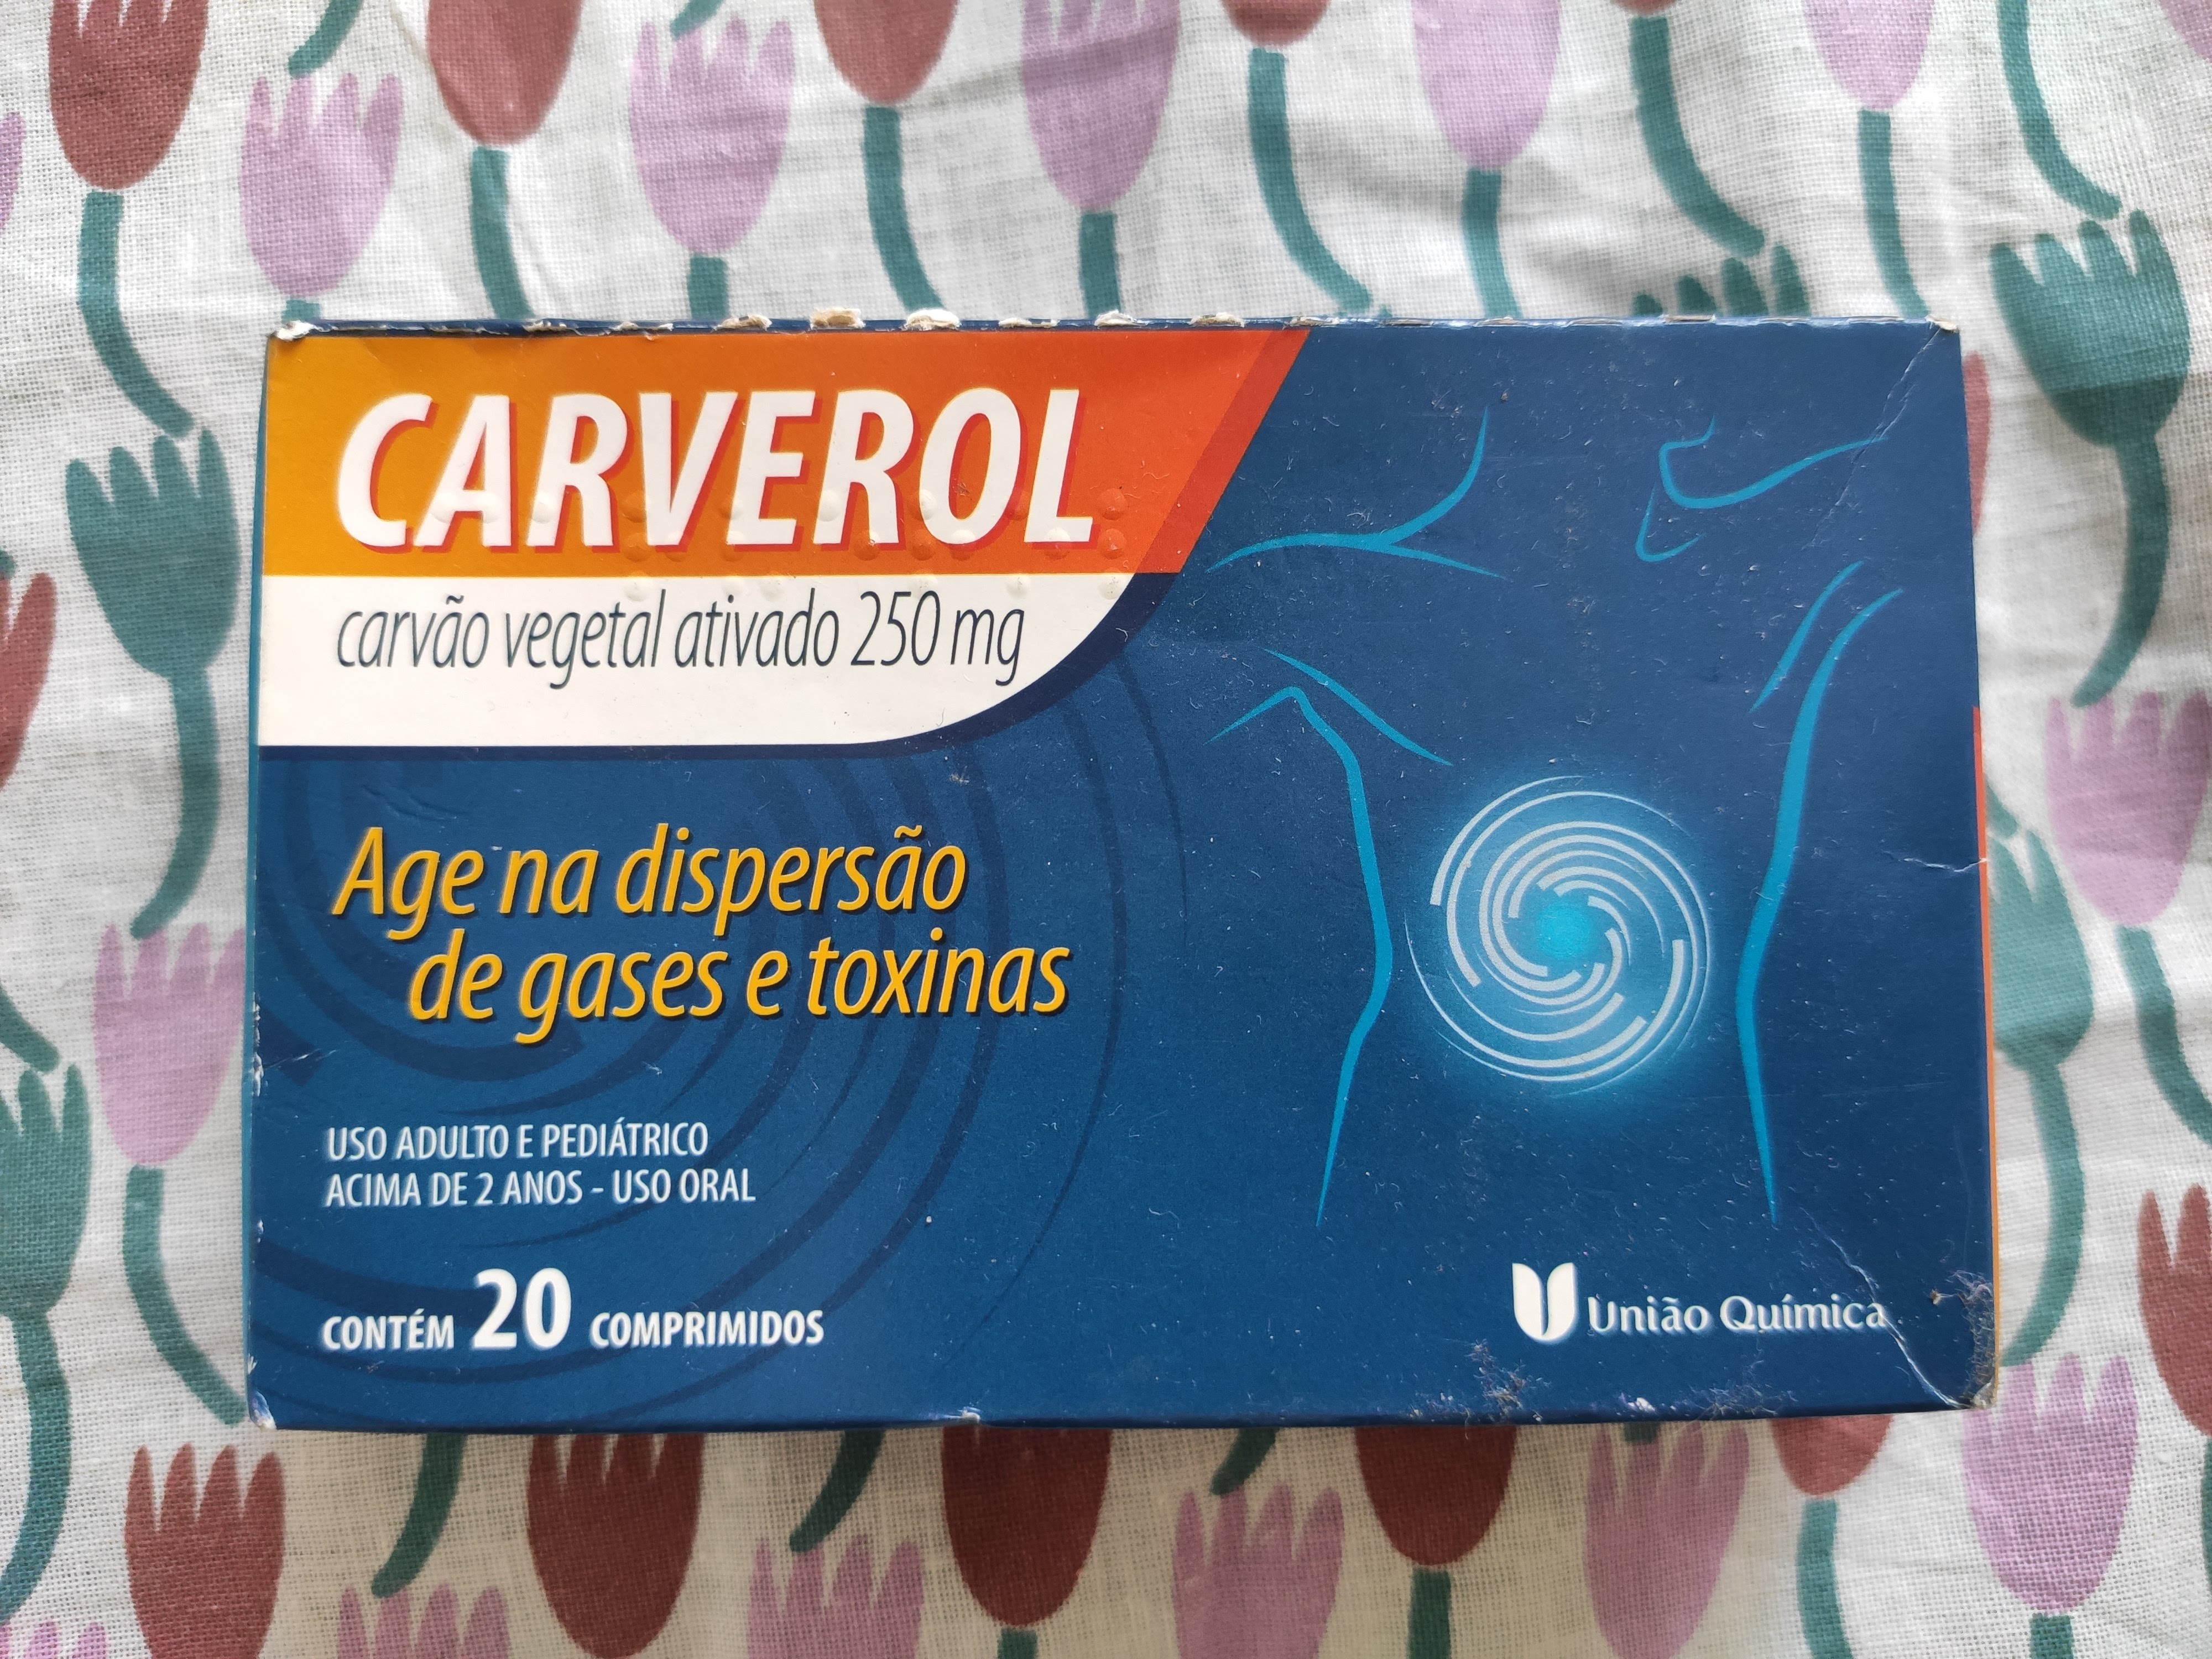 CARVEROL
carvão vegetal ativado 250 mg
Age na dispersão
de gases e toxinas
USO ADULTO E PEDIÁTRICO
ACIMA DE 2 ANOS - USO ORAL
CONTÉM 20 COMPRIMIDOS
União Química